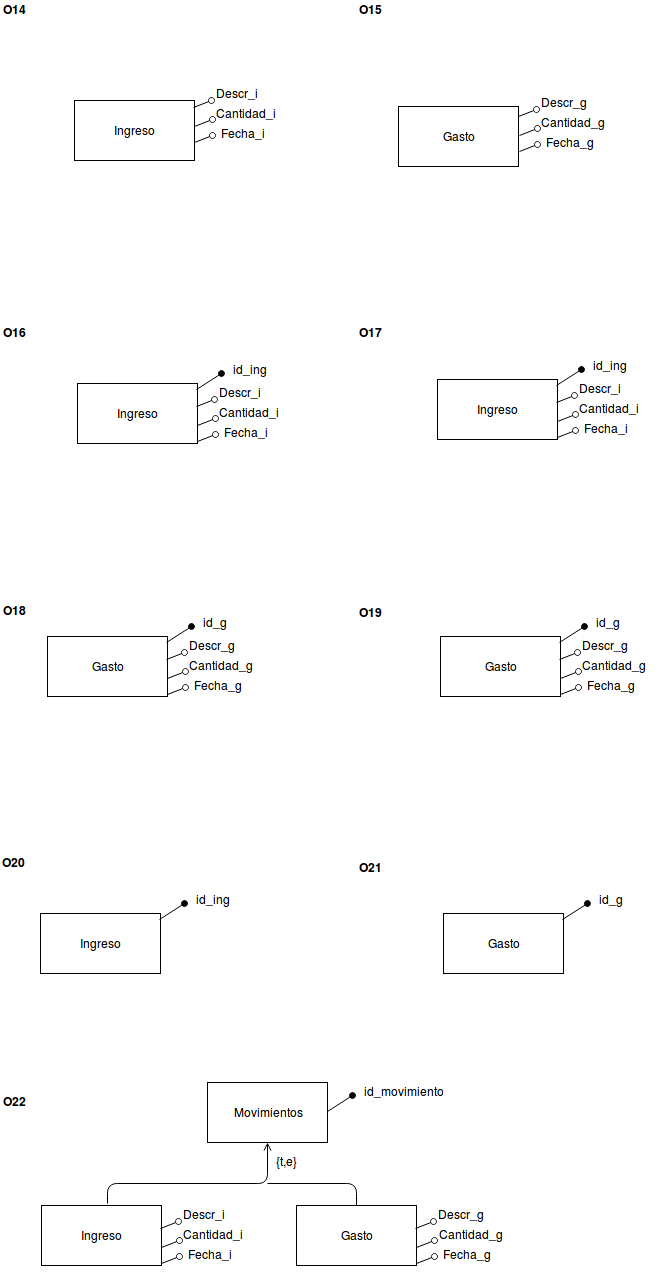 O14
Ingreso
Descr_i
Cantidad_i
Fecha_i
O15
Gasto
Descr_g
Cantidad_g
Fecha_g
O16
Ingreso
id_ing
Descr_i
Cantidad_i
Fecha_i
O17
Ingreso
id_ing
Descr_i
Cantidad_i
Fecha_i
O18
Gasto
id_g
Descr_g
Cantidad_g
Fecha_g
O19
Gasto
id_g
Descr_g
Cantidad_g
Fecha_g
O20
Ingreso
id_ing
O21
Gasto
id_g
O22
Movimientos
id_movimiento
{t,e}
Ingreso
Descr_i
Cantidad_i
Fecha_i
Gasto
Descr_g
Cantidad_g
Fecha_g